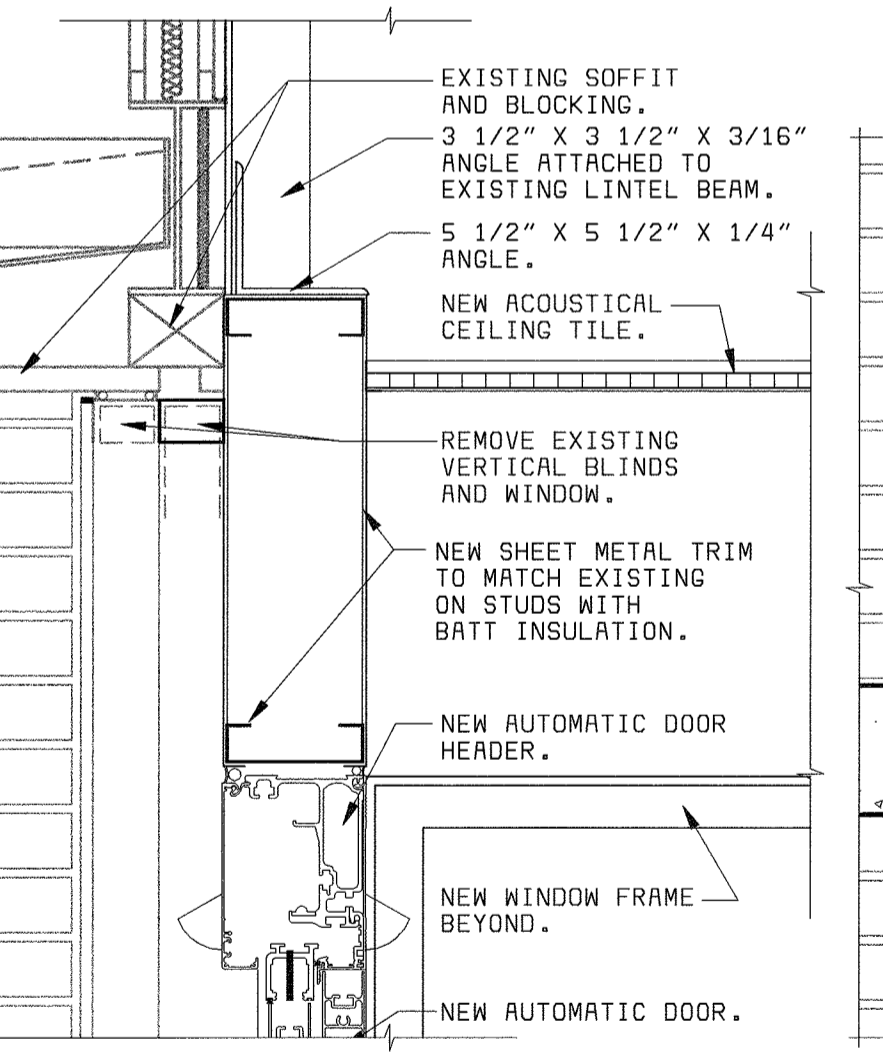 EXISTING SOFFIT
AND BLOCKING.
3 1/2" X 3 1/2" X 3/16"
ANGLE ATTACHED TO
EXISTING LINTEL BEAM.
5 1/2" X 5 1/2" X 1/4"
ANGLE.
NEW ACOUSTICAL
CEILING TILE.
REMOVE EXISTING
VERTICAL BLINDS
AND WINDOW.
NEW SHEET METAL TRIM
TO MATCH EXISTING
ON STUDS WITH
BATT INSULATION.
NEW AUTOMATIC DOOR
HEADER.
NEW WINDOW FRAME
BEYOND.
NEW AUTOMATIC DOOR.